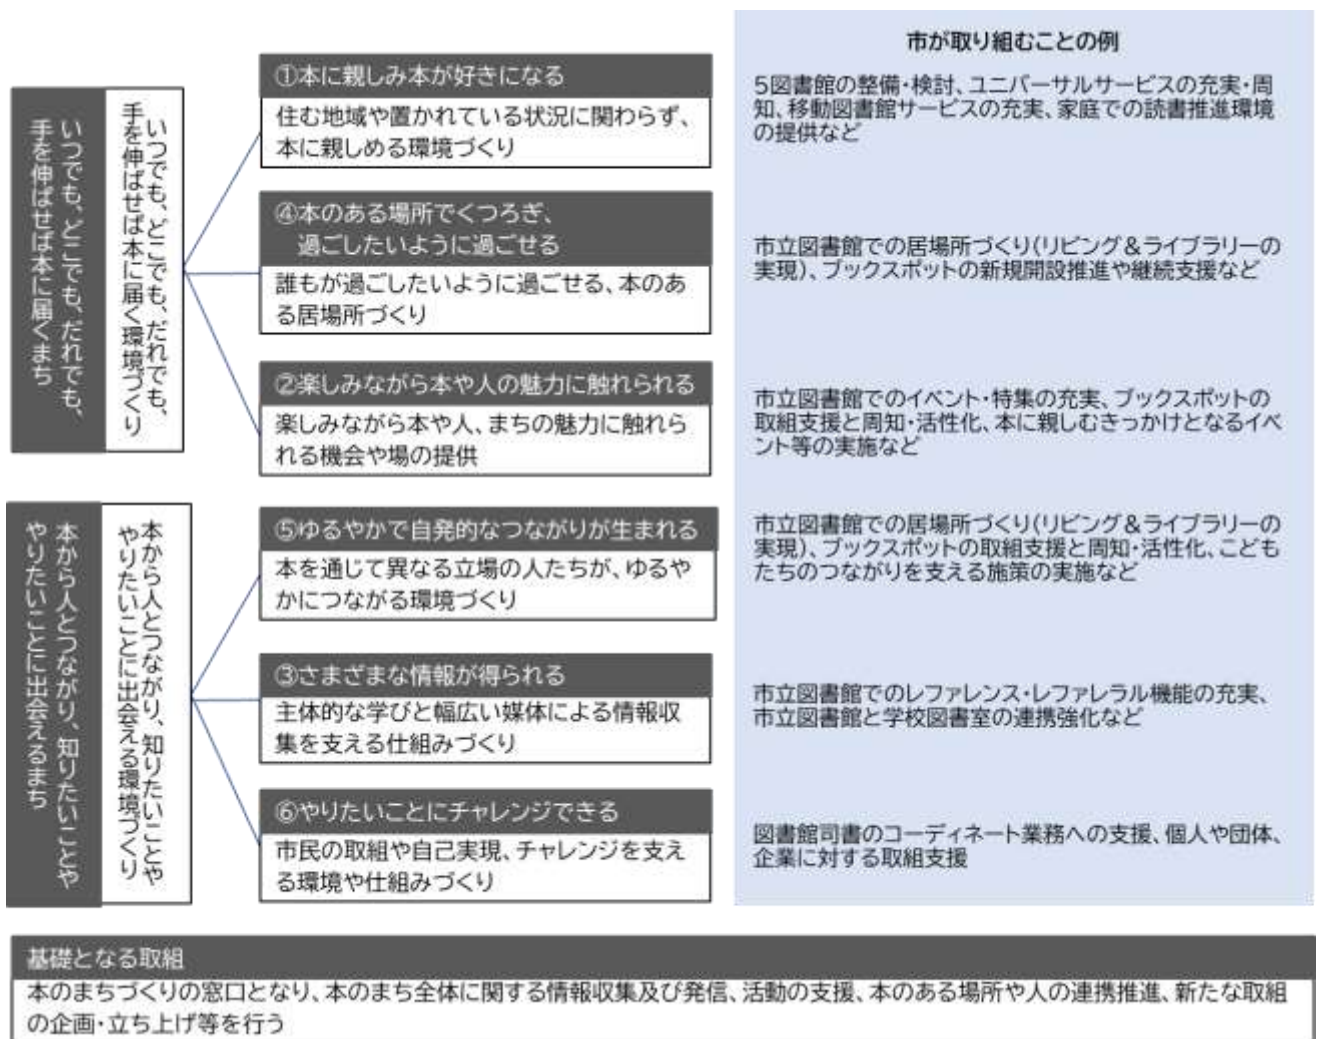 市が取り組むことの例
いつでも、どこでも、だれでも、
手を伸ばせば本に届くまち
いつでも、どこでも、だれでも、
手を伸ばせば本に届く環境づくり
①本に親しみ本が好きになる
住む地域や置かれている状況に関わらず、
本に親しめる環境づくり
5図書館の整備・検討、ユニバーサルサービスの充実・周
知、移動図書館サービスの充実、家庭での読書推進環境
の提供など
④本のある場所でくつろぎ、
過ごしたいように過ごせる
誰もが過ごしたいように過ごせる、本のあ
る居場所づくり
市立図書館での居場所づくり(リビング&ライブラリーの
実現)、ブックスポットの新規開設推進や継続支援など
②楽しみながら本や人の魅力に触れられる
楽しみながら本や人、まちの魅力に触れら
れる機会や場の提供
市立図書館でのイベント・特集の充実、ブックスポットの
取組支援と周知・活性化、本に親しむきっかけとなるイベ
ント等の実施など
本から人とつながり、知りたいことや
やりたいことに出会えるまち
本から人とつながり、知りたいことや
やりたいことに出会える環境づくり
⑤ゆるやかで自発的なつながりが生まれる
本を通じて異なる立場の人たちが、ゆるや
かにつながる環境づくり
市立図書館での居場所づくり(リビング&ライブラリーの
実現)、ブックスポットの取組支援と周知・活性化、こども
たちのつながりを支える施策の実施など
③さまざまな情報が得られる
主体的な学びと幅広い媒体による情報収
集を支える仕組みづくり
市立図書館でのレファレンス・レファレラル機能の充実、
市立図書館と学校図書室の連携強化など
⑥やりたいことにチャレンジできる
市民の取組や自己実現、チャレンジを支え
る環境や仕組みづくり
図書館司書のコーディネート業務への支援、個人や団体、
企業に対する取組支援
基礎となる取組
本のまちづくりの窓口となり、本のまち全体に関する情報収集及び発信、活動の支援、本のある場所や人の連携推進、新たな取組
の企画・立ち上げ等を行う